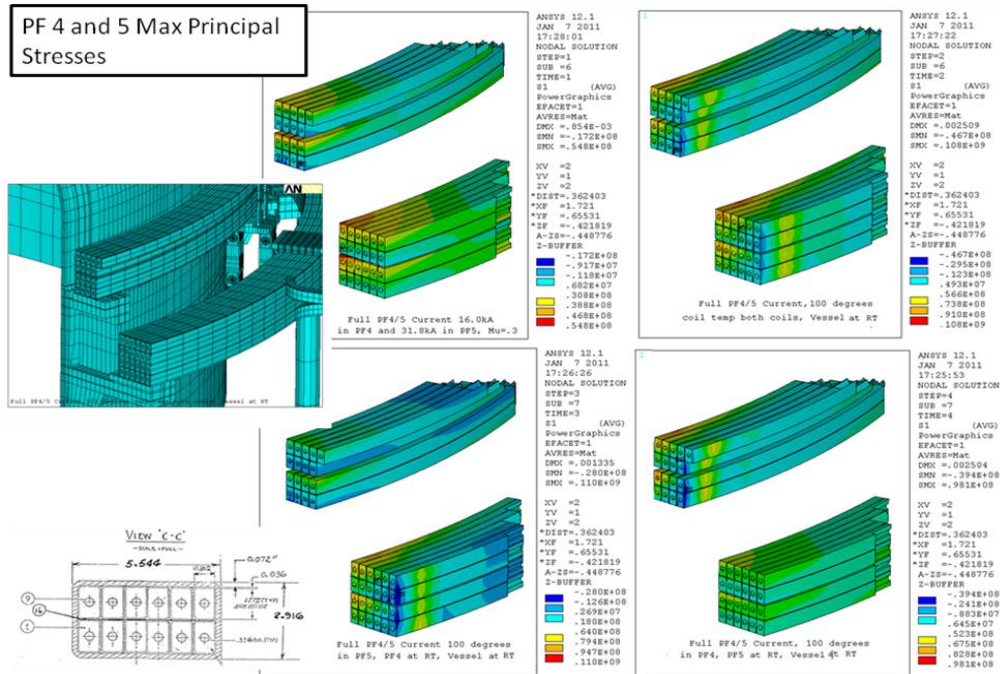 PF 4 and 5 Max Principal
Stresses
ANSYS 12.1
JAN 7 2011
17:28:01
NODAL SOLUTION
STEP=1
SUB =6
TIME=1
S1 (AVG)
PowerGraphics
EFACET=1
AVRES=Mat
DMX =.854E-03
SMN =-.172E+08
SMX =.548E+08
XV =2
YV =1
ZV =2
*DIST=.362403
*XF =1.721
*YF =.65531
*ZF =-.421819
A-ZS=-.448776
Z-BUFFER
-.172E+08
-.917E+07
-.118E+07
.682E+07
.308E+08
.388E+08
.468E+08
.548E+08
Full PF4/5 Current 16.0kA
in PF4 and 31.8kA in PF5, Mu=.3
1
ANSYS 12.1
JAN 7 2011
17:27:22
NODAL SOLUTION
STEP=2
SUB =6
TIME=2
S1 (AVG)
PowerGraphics
EFACET=1
AVRES=Mat
DMX =.002509
SMN =-.467E+08
SMX =.108E+09
XV =2
YV =1
ZV =2
*DIST=.362403
*XF =1.721
*YF =.65531
*ZF =-.421819
A-ZS=-.448776
Z-BUFFER
-.467E+08
-.295E+08
-.123E+08
.493E+07
.566E+08
.738E+08
.910E+08
.108E+09
Full PF4/5 Current,100 degrees
coil temp both coils, Vessel at RT
AN
ANSYS 12.1
JAN 7 2011
17:26:26
NODAL SOLUTION
STEP=3
SUB =7
TIME=3
S1 (AVG)
PowerGraphics
EFACET=1
AVRES=Mat
DMX =.001335
SMN =-.280E+08
SMX =.110E+09
XV =2
YV =1
ZV =2
*DIST=.362403
*XF =1.721
*YF =.65531
*ZF =-.421819
A-ZS=-.448776
Z-BUFFER
-.280E+08
-.126E+08
.269E+07
.180E+08
.640E+08
.794E+08
.947E+08
.110E+09
Full PF4/5 Current 100 degrees
in PF5, PF4 at RT, Vessel at RT
1
ANSYS 12.1
JAN 7 2011
17:25:53
NODAL SOLUTION
STEP=4
SUB =7
TIME=4
S1 (AVG)
PowerGraphics
EFACET=1
AVRES=Mat
DMX =.002504
SMN =-.394E+08
SMX =.981E+08
XV =2
YV =1
ZV =2
*DIST=.362403
*XF =1.721
*YF =.65531
*ZF =-.421819
A-ZS=-.448776
Z-BUFFER
-.394E+08
-.241E+08
-.883E+07
.645E+07
.523E+08
.675E+08
.828E+08
.981E+08
Full PF4/5 Current, 100 degrees
in PF4, PF5 at RT, Vessel at RT
VIEW "C-C"
5.544
0.072"
0.036
2.916
9
16
1